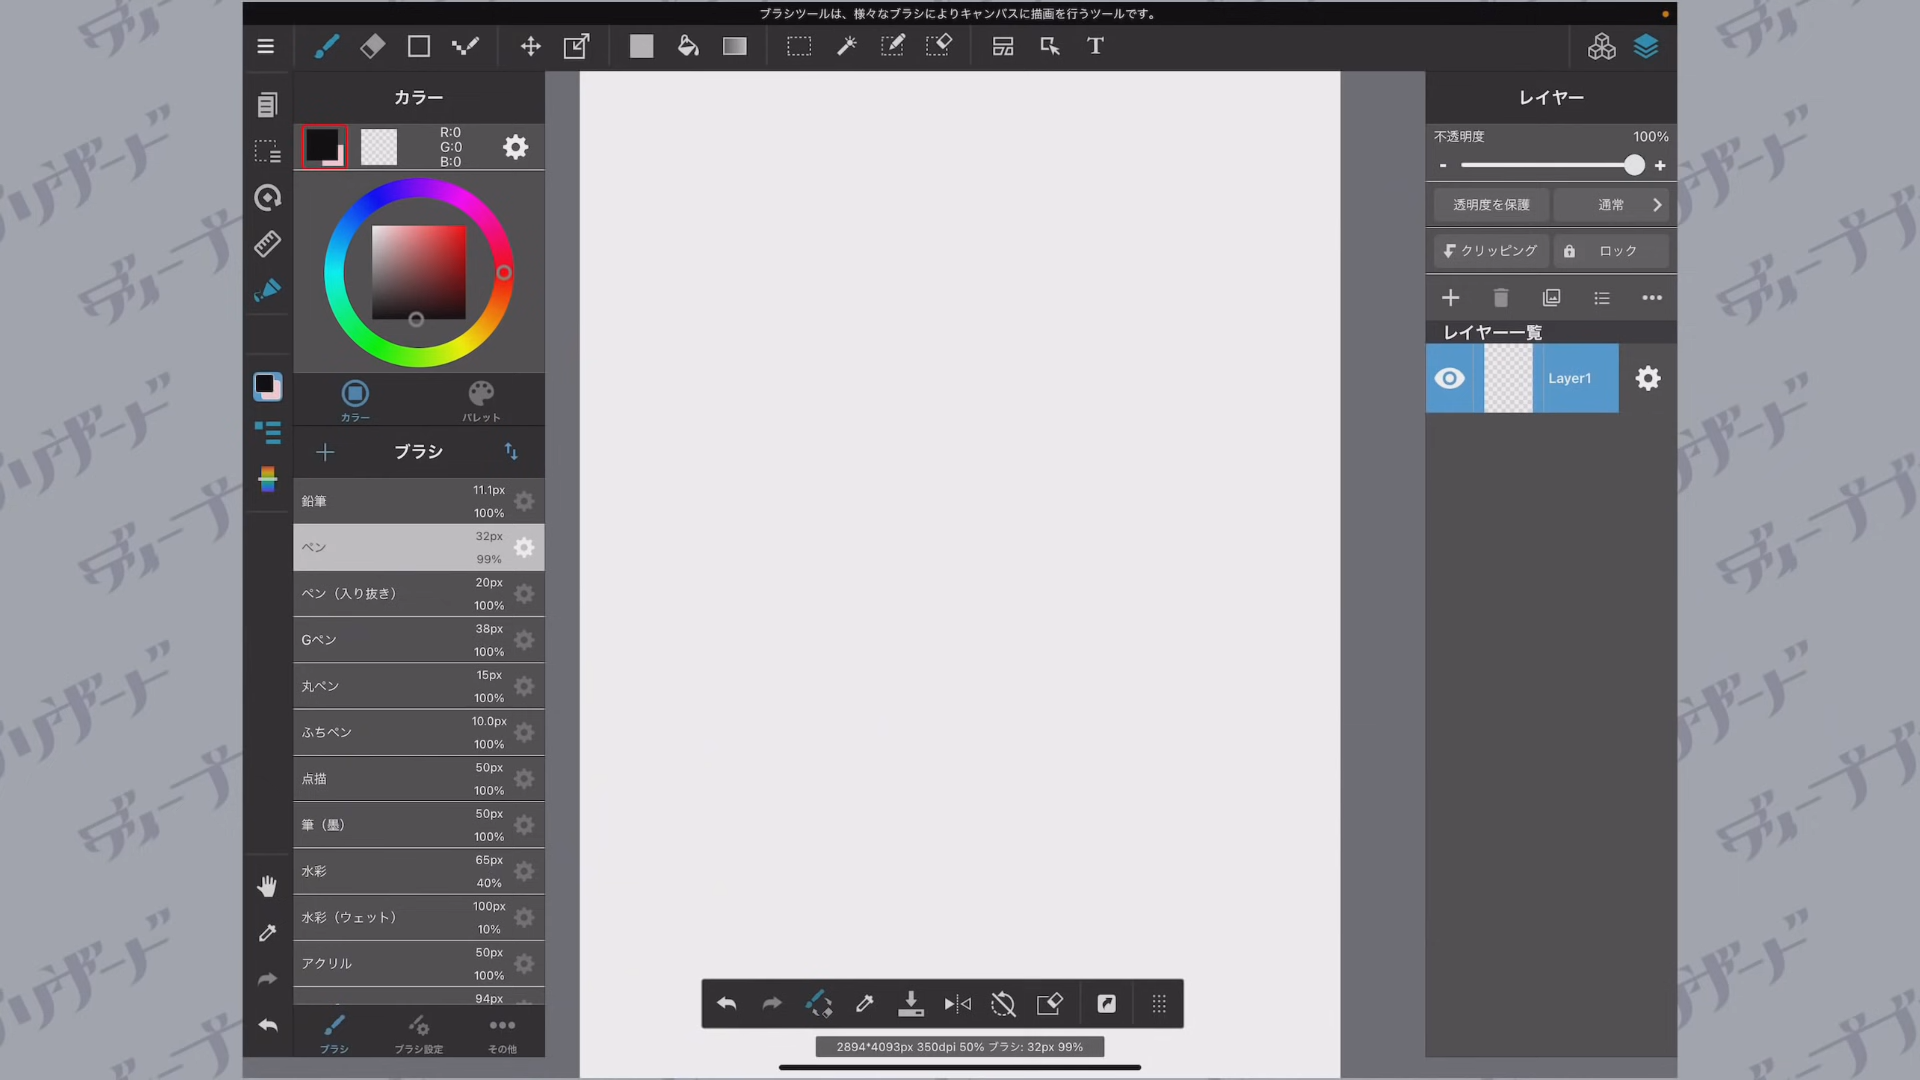 ブラシツールは、様々なブラシによりキャンバスに描画を行うツールです。
カラー
R:0
G:0
B:0
カラー
パレット
ブラシ
鉛筆 11.1px 100%
ペン 32px 99%
ペン（入り抜き） 20px 100%
Gペン 38px 100%
丸ペン 15px 100%
ふちペン 10.0px 100%
点描 50px 100%
筆（墨） 50px 100%
水彩 65px 40%
水彩（ウェット） 100px 10%
アクリル 50px 100%
94px
ブラシ
ブラシ設定
その他
2894*4093px 350dpi 50% ブラシ: 32px 99%
レイヤー
不透明度 100%
- +
透明度を保護 通常
クリッピング ロック
レイヤー一覧
Layer1